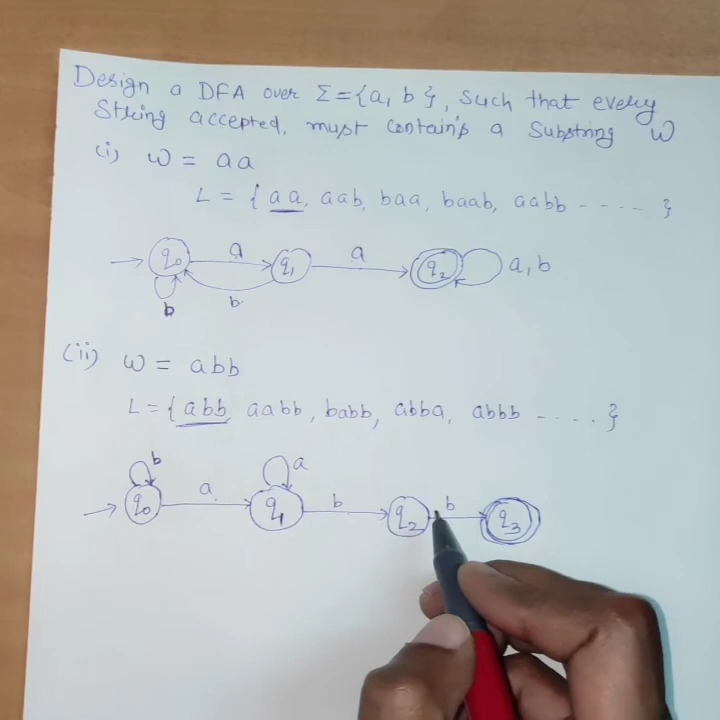 Design a DFA over Σ={a, b}, such that every
String accepted, must contain's a substring w
(i) w = aa
L = { aa, aab, baa, baab, aabb ----- }
q0 a q1 a q2 a, b
b b
(ii) w = abb
L = { abb, aabb, babb, abba, abbb ----- }
b a
q0 a q1 b q2 b q3